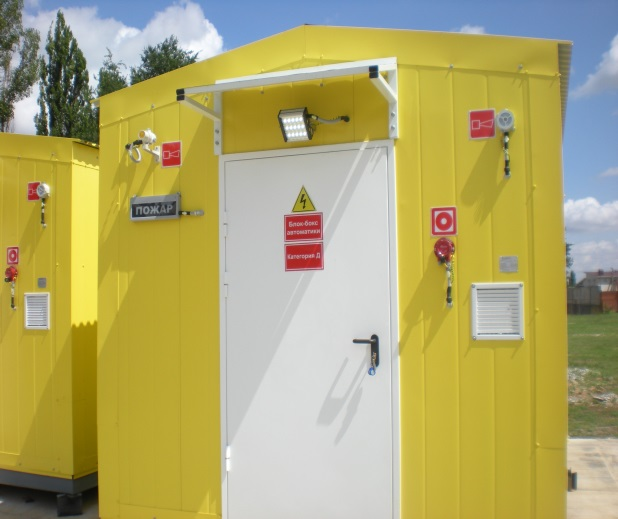 ПОЖАР
Блок-бокс
автоматики
Категория Д